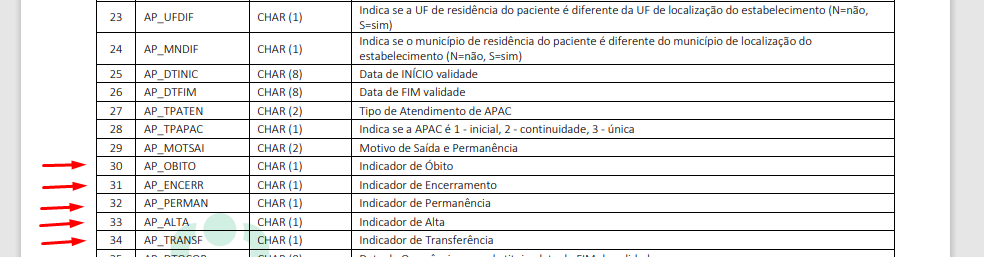 23 AP_UFDIF CHAR (1) Indica se a UF de residência do paciente é diferente da UF de localização do estabelecimento (N=não,
S=sim)
24 AP_MNDIF CHAR (1) Indica se o município de residência do paciente é diferente do município de localização do
estabelecimento (N=não, S=sim)
25 AP_DTINIC CHAR (8) Data de INÍCIO validade
26 AP_DTFIM CHAR (8) Data de FIM validade
27 AP_TPATEN CHAR (2) Tipo de Atendimento de APAC
28 AP_TPAPAC CHAR (1) Indica se a APAC é 1 - inicial, 2 - continuidade, 3 - única
29 AP_MOTSAI CHAR (2) Motivo de Saída e Permanência
30 AP_OBITO CHAR (1) Indicador de Óbito
31 AP_ENCERR CHAR (1) Indicador de Encerramento
32 AP_PERMAN CHAR (1) Indicador de Permanência
33 AP_ALTA CHAR (1) Indicador de Alta
34 AP_TRANSF CHAR (1) Indicador de Transferência